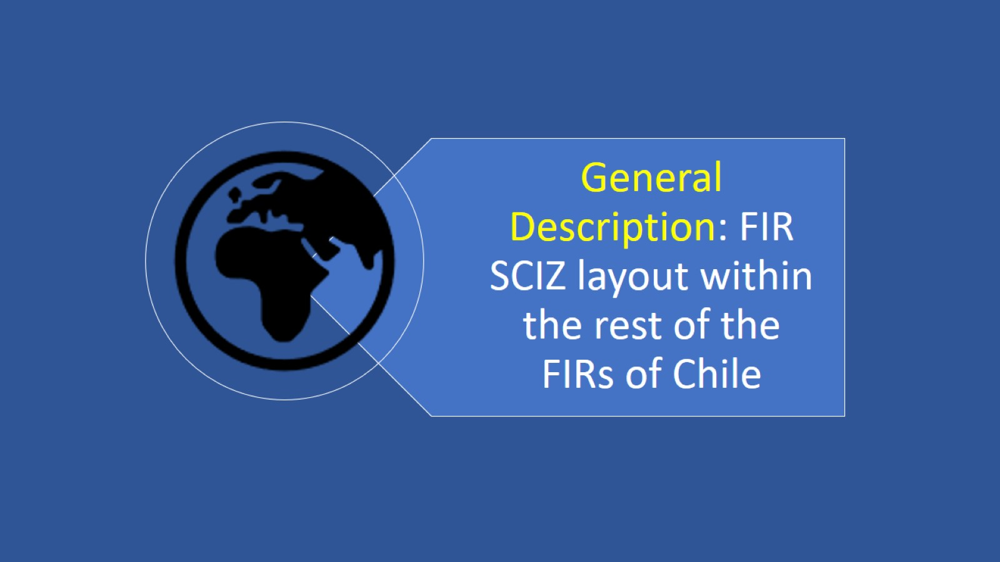 General
Description: FIR
SCIZ layout within
the rest of the
FIRs of Chile